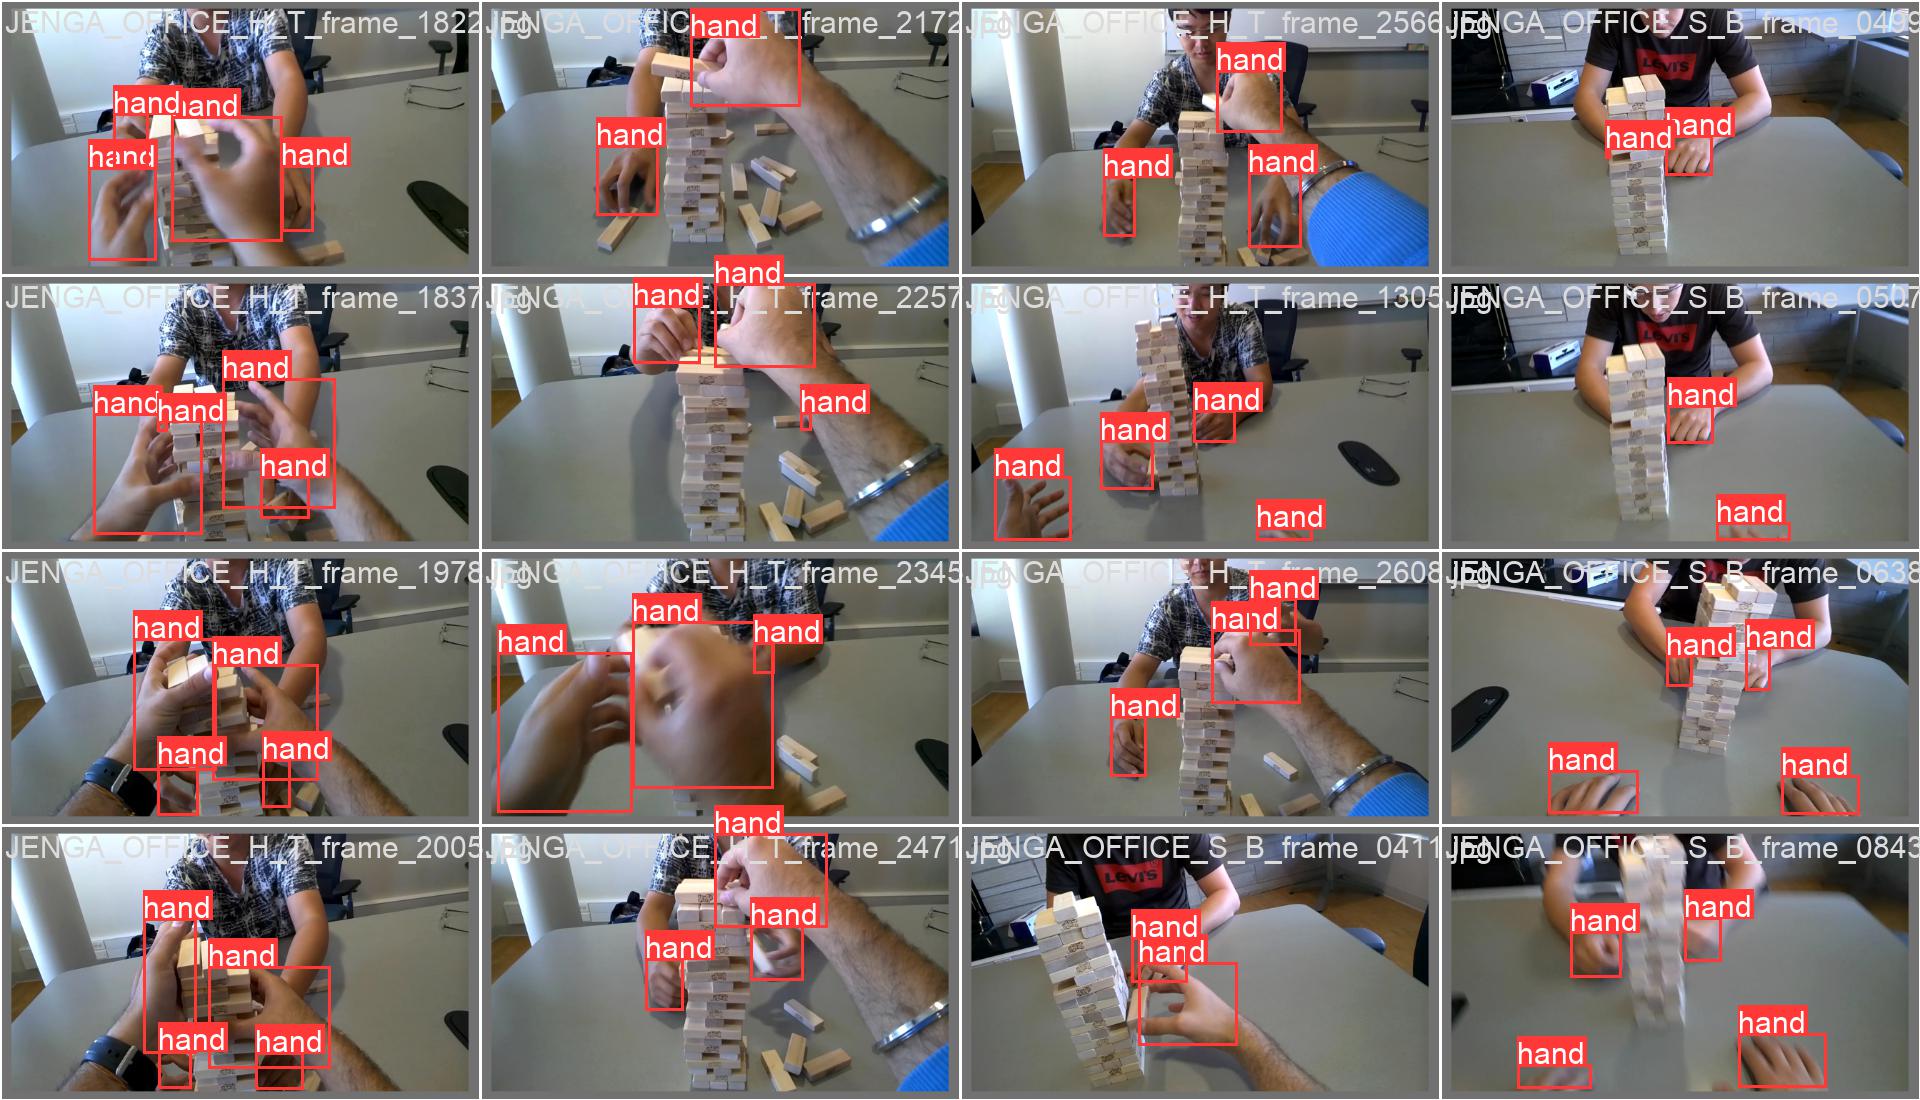 JENGA_OFFICE_H_T_frame_1822.jpg
hand
hand
hand
hand
JENGA_OFFICE_H_T_frame_2172.jpg
hand
hand
JENGA_OFFICE_H_T_frame_2566.jpg
hand
hand
hand
JENGA_OFFICE_S_B_frame_0499
LEVI'S
hand
hand
JENGA_OFFICE_H_T_frame_1837.jpg
hand
hand
hand
hand
JENGA_OFFICE_H_T_frame_2257.jpg
hand
hand
hand
JENGA_OFFICE_H_T_frame_1305.jpg
hand
hand
hand
hand
JENGA_OFFICE_S_B_frame_0507
LEVI'S
hand
hand
JENGA_OFFICE_H_T_frame_1978.jpg
hand
hand
hand
hand
JENGA_OFFICE_H_T_frame_2345.jpg
hand
hand
hand
JENGA_OFFICE_H_T_frame_2608.jpg
hand
hand
hand
JENGA_OFFICE_S_B_frame_0638
hand
hand
hand
hand
JENGA_OFFICE_H_T_frame_2005.jpg
hand
hand
hand
hand
JENGA_OFFICE_H_T_frame_2471.jpg
hand
hand
hand
JENGA_OFFICE_S_B_frame_0411.jpg
LEVI'S
hand
hand
JENGA_OFFICE_S_B_frame_0843
hand
hand
hand
hand